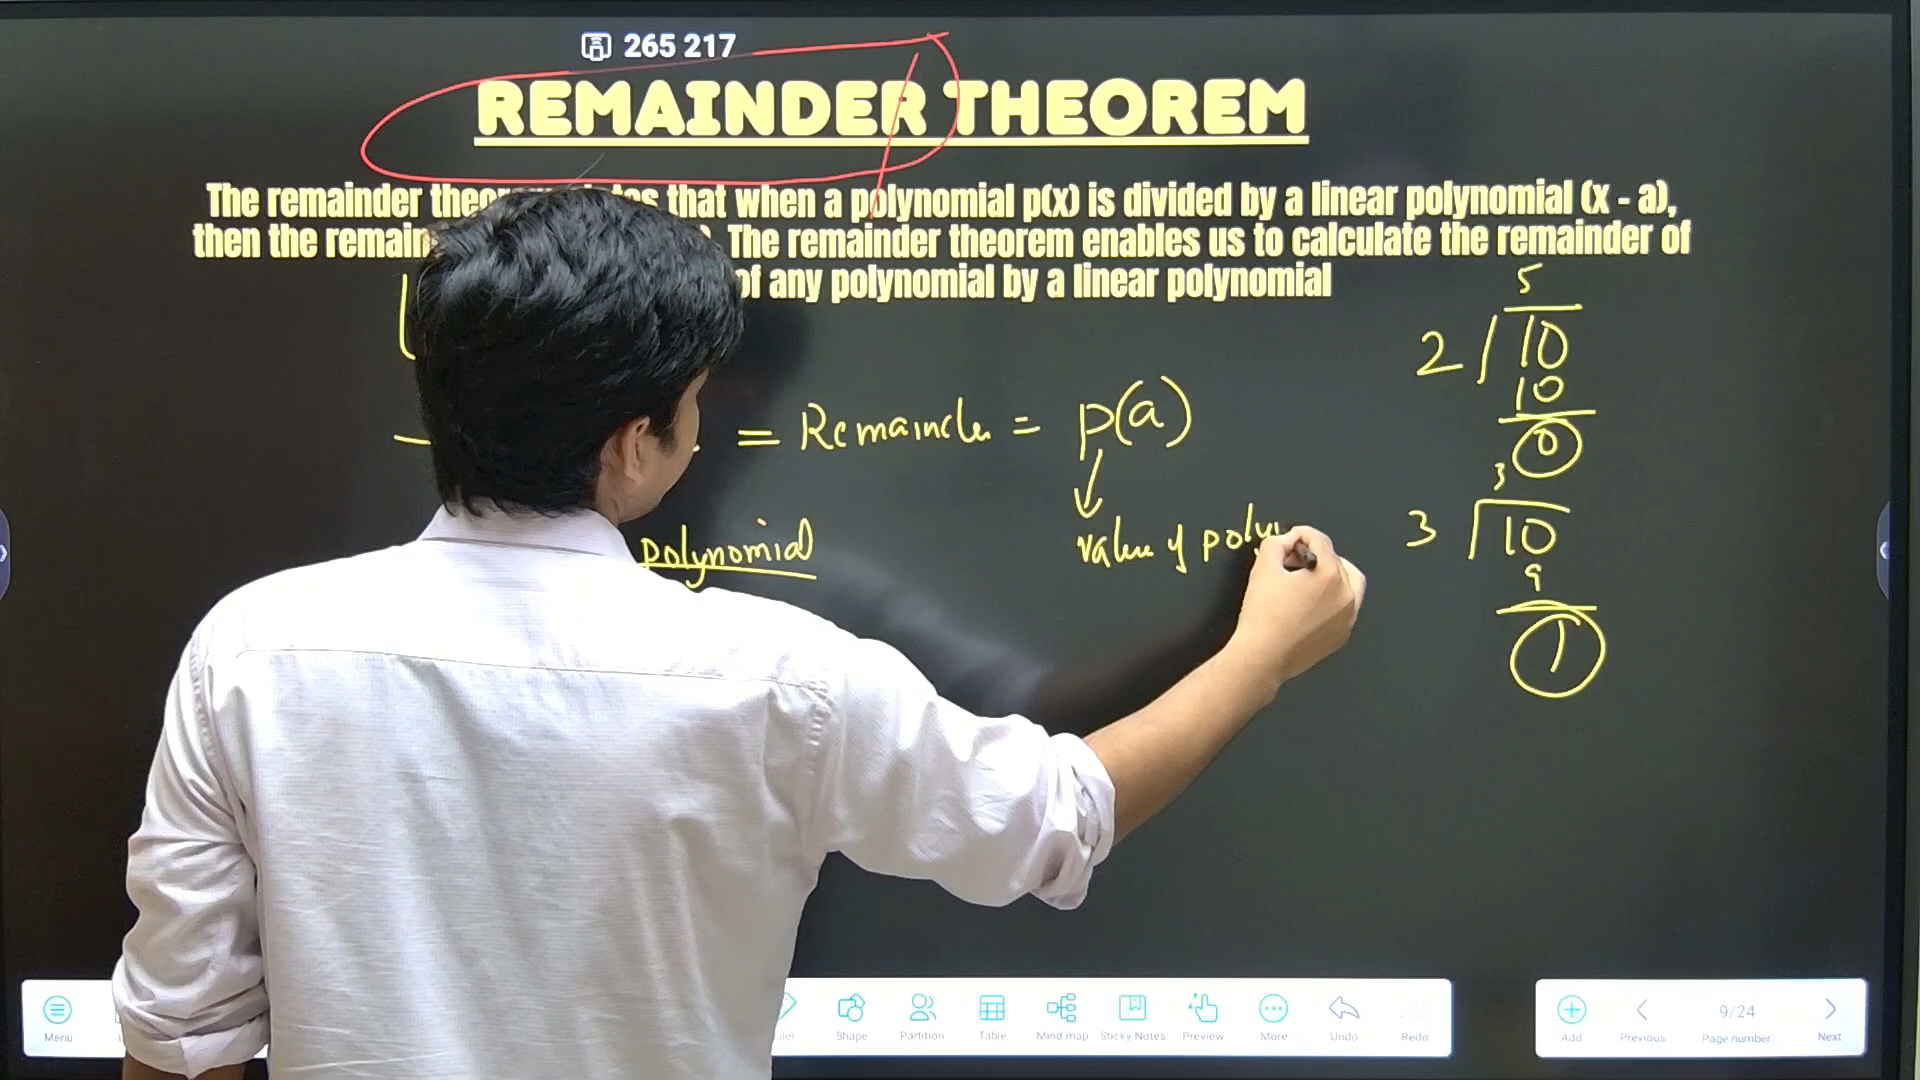 265 217
REMAINDER THEOREM
The remainder that when a polynomial p(x) is divided by a linear polynomial (x - a),
then the The remainder theorem enables us to calculate the remainder of
of any polynomial by a linear polynomial
5
2 10
10
0
= Remainder = p(a)
3
3 10
9
1
polynomial
value of poly
Menu Shape Partition Table Mind map Sticky Notes Preview More Undo Redo
Add Previous 9/24 Page number Next